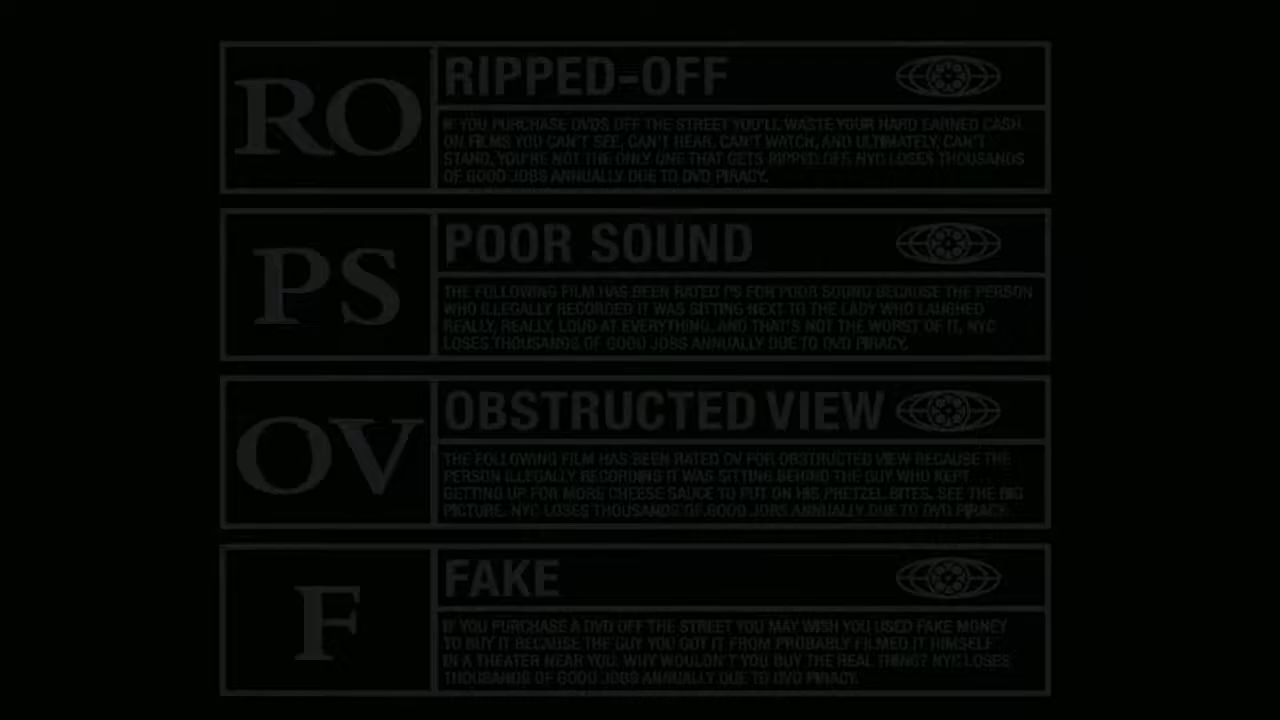 RO
RIPPED-OFF
IF YOU PURCHASE DVDS OFF THE STREET YOU'LL WASTE YOUR HARD EARNED CASH
ON FILMS YOU CAN'T SEE, CAN'T HEAR, CAN'T WATCH, AND ULTIMATELY, CAN'T
STAND, YOU'RE NOT THE ONLY ONE THAT GETS RIPPED OFF. NYC LOSES THOUSANDS
OF GOOD JOBS ANNUALLY DUE TO DVD PIRACY.
PS
POOR SOUND
THE FOLLOWING FILM HAS BEEN RATED PS FOR POOR SOUND BECAUSE THE PERSON
WHO ILLEGALLY RECORDED IT WAS SITTING NEXT TO THE LADY WHO LAUGHED
REALLY, REALLY, LOUD AT EVERYTHING. AND THAT'S NOT THE WORST OF IT, NYC
LOSES THOUSANDS OF GOOD JOBS ANNUALLY DUE TO DVD PIRACY.
OV
OBSTRUCTED VIEW
THE FOLLOWING FILM HAS BEEN RATED OV FOR OBSTRUCTED VIEW BECAUSE THE
PERSON ILLEGALLY RECORDING IT WAS SITTING BEHIND THE GUY WHO KEPT
GETTING UP FOR MORE CHEESE SAUCE TO PUT ON HIS PRETZEL BITES. SEE THE BIG
PICTURE. NYC LOSES THOUSANDS OF GOOD JOBS ANNUALLY DUE TO DVD PIRACY.
F
FAKE
IF YOU PURCHASE A DVD OFF THE STREET YOU MAY WISH YOU USED FAKE MONEY
TO BUY IT BECAUSE THE GUY YOU GOT IT FROM PROBABLY FILMED IT HIMSELF
IN A THEATER NEAR YOU. WHY WOULDN'T YOU BUY THE REAL THING? NYC LOSES
THOUSANDS OF GOOD JOBS ANNUALLY DUE TO DVD PIRACY.